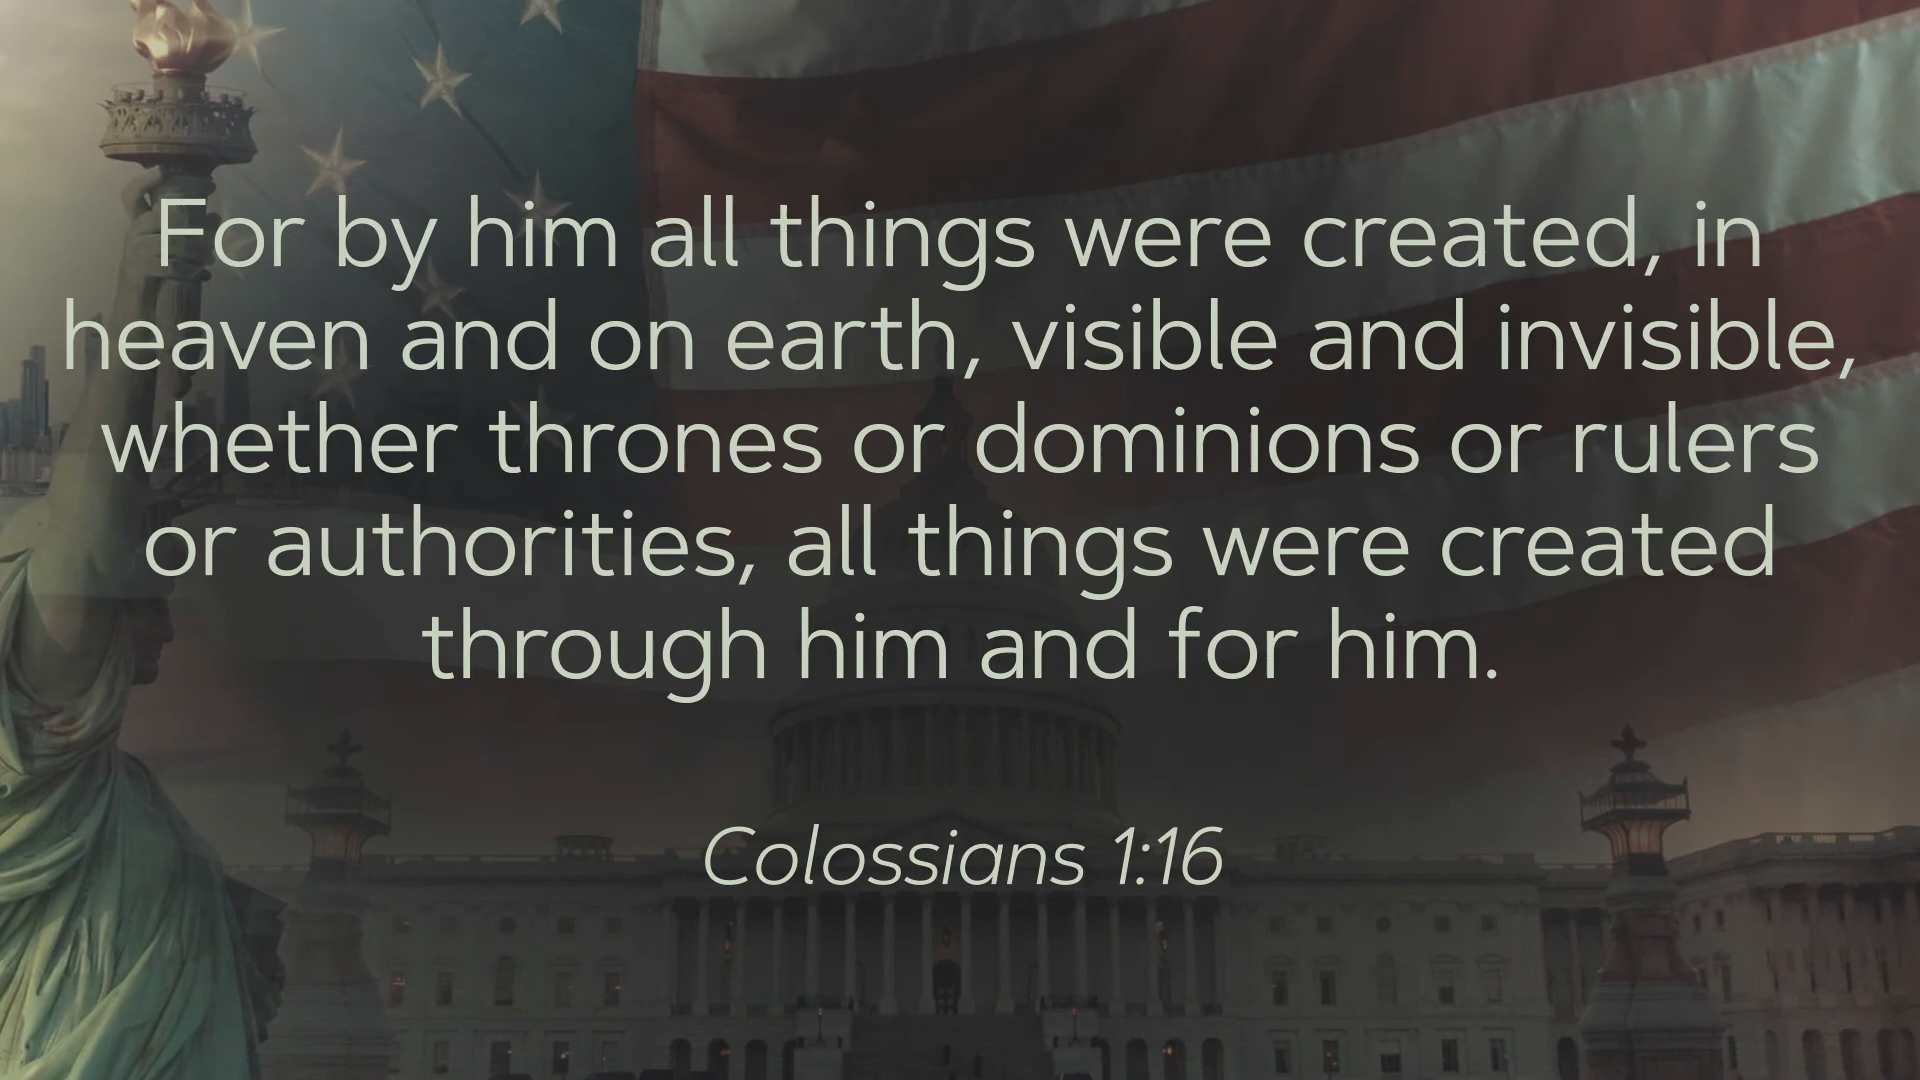 For by him all things were created, in
heaven and on earth, visible and invisible,
whether thrones or dominions or rulers
or authorities, all things were created
through him and for him.
Colossians 1:16